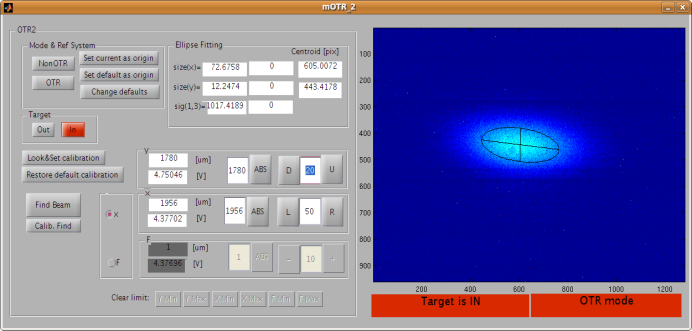 mOTR_2
OTR2
Mode & Ref System
NonOTR
OTR
Set current as origin
Set default as origin
Change defaults
Ellipse Fitting
Centroid [pix]
size(x)= 72.6758 0 605.0072
size(y)= 12.2474 0 443.4178
sig(1,3)= 1017.4189 0
Target
Out In
Look&Set calibration
Restore default calibration
Find Beam
Calib. Find
X
F
Y
1780 [um]
4.75046 [V]
1780 ABS D 20 U
X
1956 [um]
4.37702 [V]
1956 ABS L 50 R
F
1 [um]
4.37696 [V]
1 ABS - 10 +
Clear limit: Y Min Y Max X Min X Max F Min F Max
100
200
300
400
500
600
700
800
900
200 400 600 800 1000 1200
Target is IN OTR mode